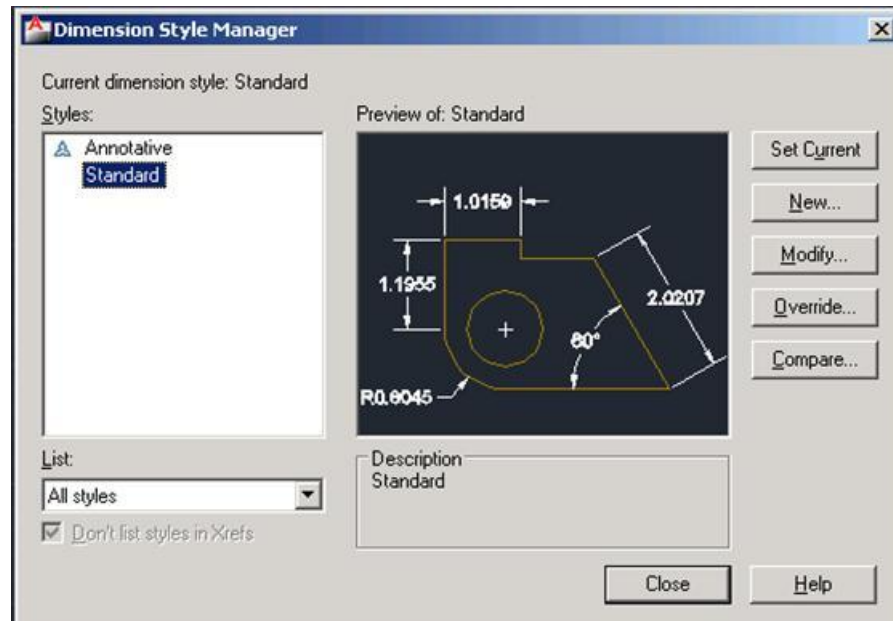 Dimension Style Manager
Current dimension style: Standard
Styles:
Annotative
Standard
Preview of: Standard
1.0159
1.1955
2.0207
60°
R0.8045
Set Current
New...
Modify...
Override...
Compare...
List:
All styles
Don't list styles in Xrefs
Description
Standard
Close
Help